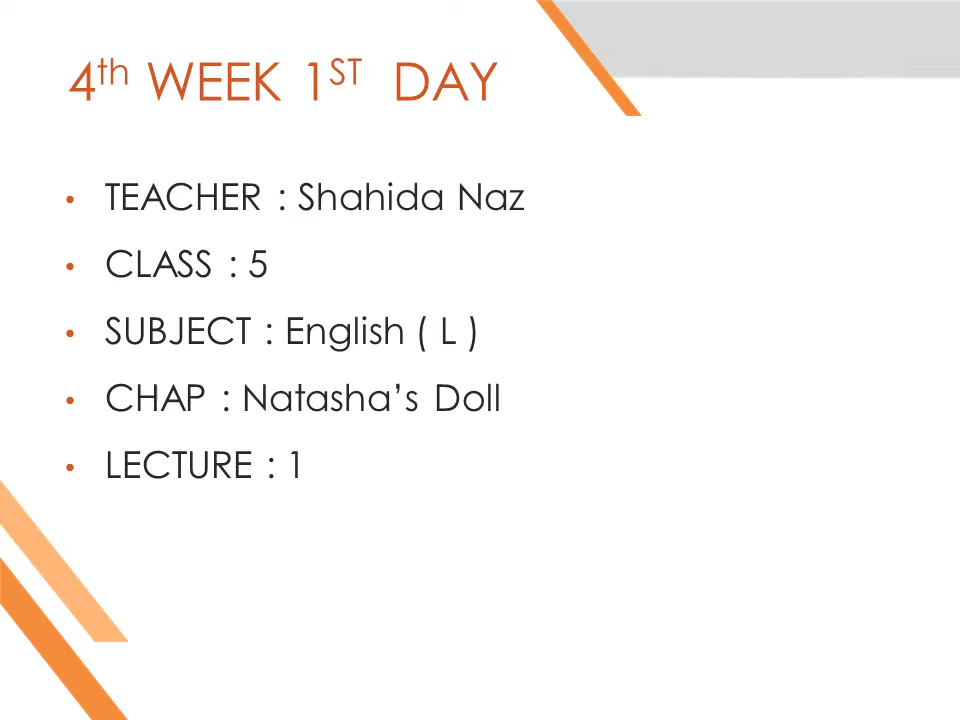 4th WEEK 1ST DAY
• TEACHER : Shahida Naz
• CLASS : 5
• SUBJECT : English ( L )
• CHAP : Natasha’s Doll
• LECTURE : 1